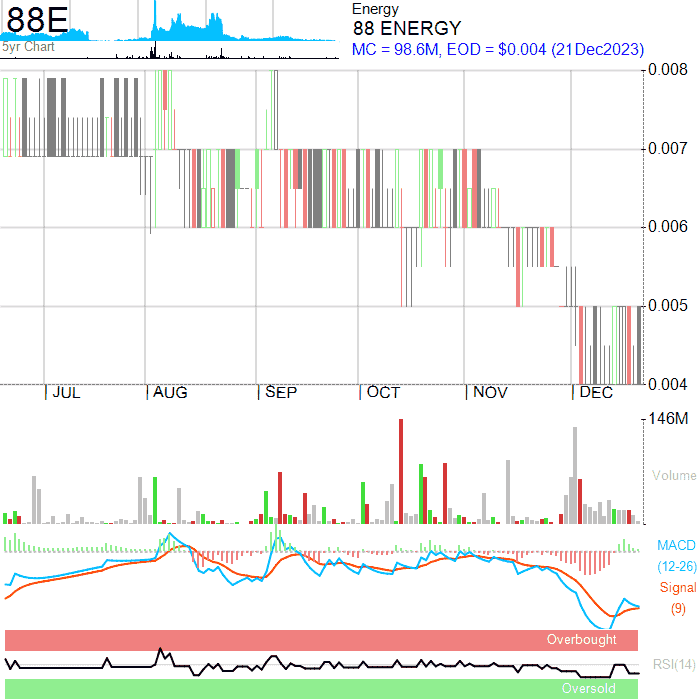 88E
5yr Chart
Energy
88 ENERGY
MC = 98.6M, EOD = $0.004 (21Dec2023)
0.008
0.007
0.006
0.005
0.004
JUL AUG SEP OCT NOV DEC
146M
Volume
MACD
(12-26)
Signal
(9)
Overbought
RSI(14)
Oversold